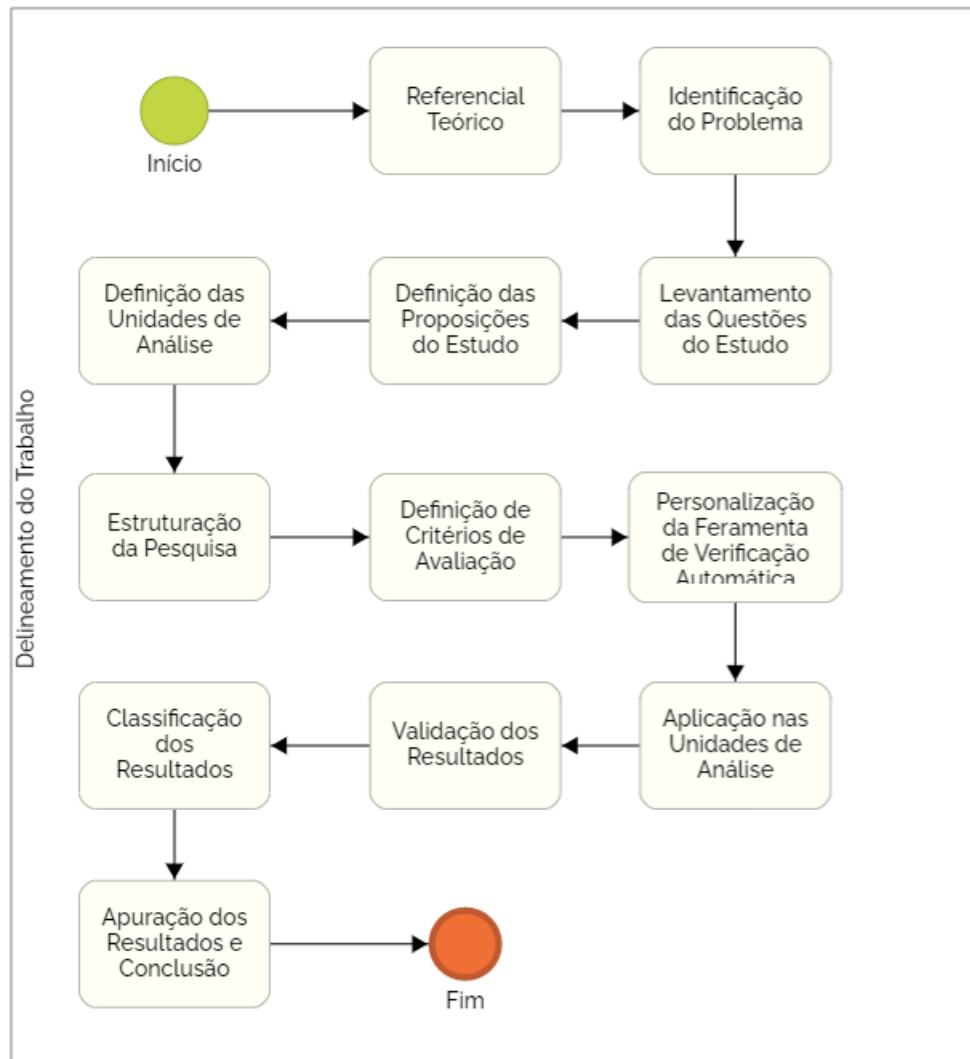 Delineamento do Trabalho
Início
Referencial
Teórico
Identificação
do Problema
Levantamento
das Questões
do Estudo
Definição das
Proposições
do Estudo
Definição das
Unidades de
Análise
Estruturação
da Pesquisa
Definição de
Critérios de
Avaliação
Personalização
da Feramenta
de Verificação
Automática
Aplicação nas
Unidades de
Análise
Validação dos
Resultados
Classificação
dos
Resultados
Apuração dos
Resultados e
Conclusão
Fim